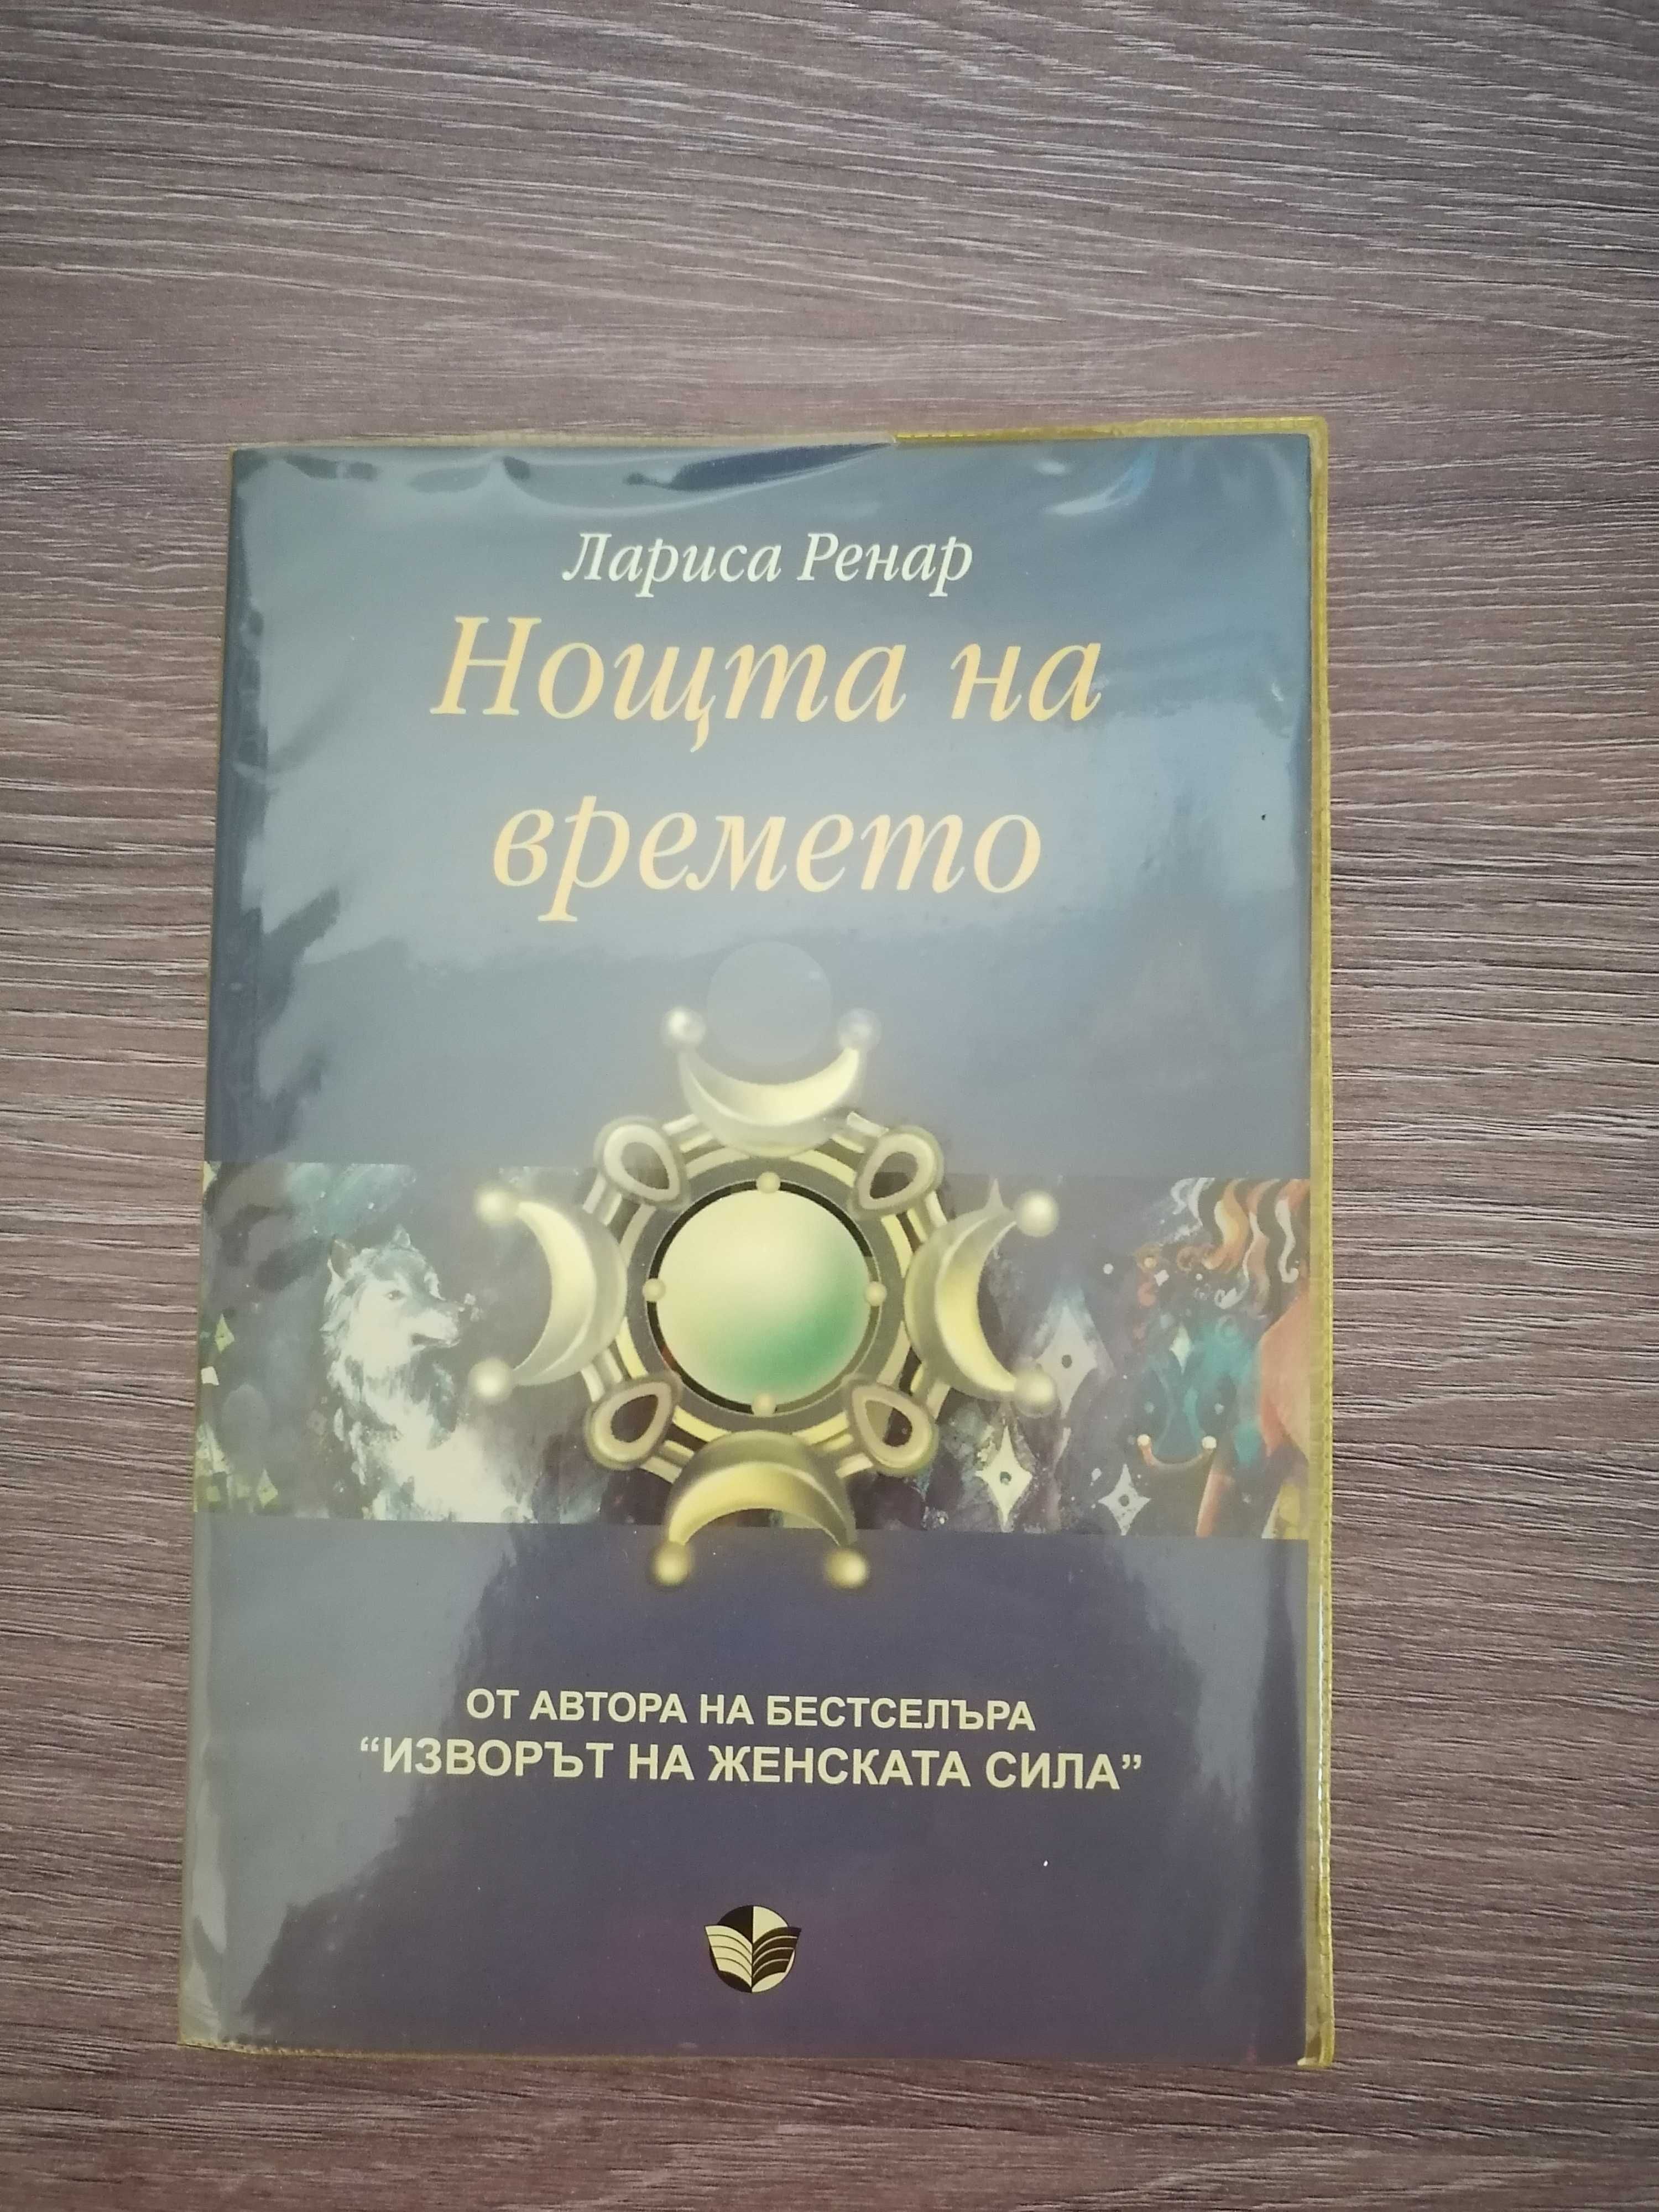 Лариса Ренар
Нощта на
времето
ОТ АВТОРА НА БЕСТСЕЛЪРА
“ИЗВОРЪТ НА ЖЕНСКАТА СИЛА”